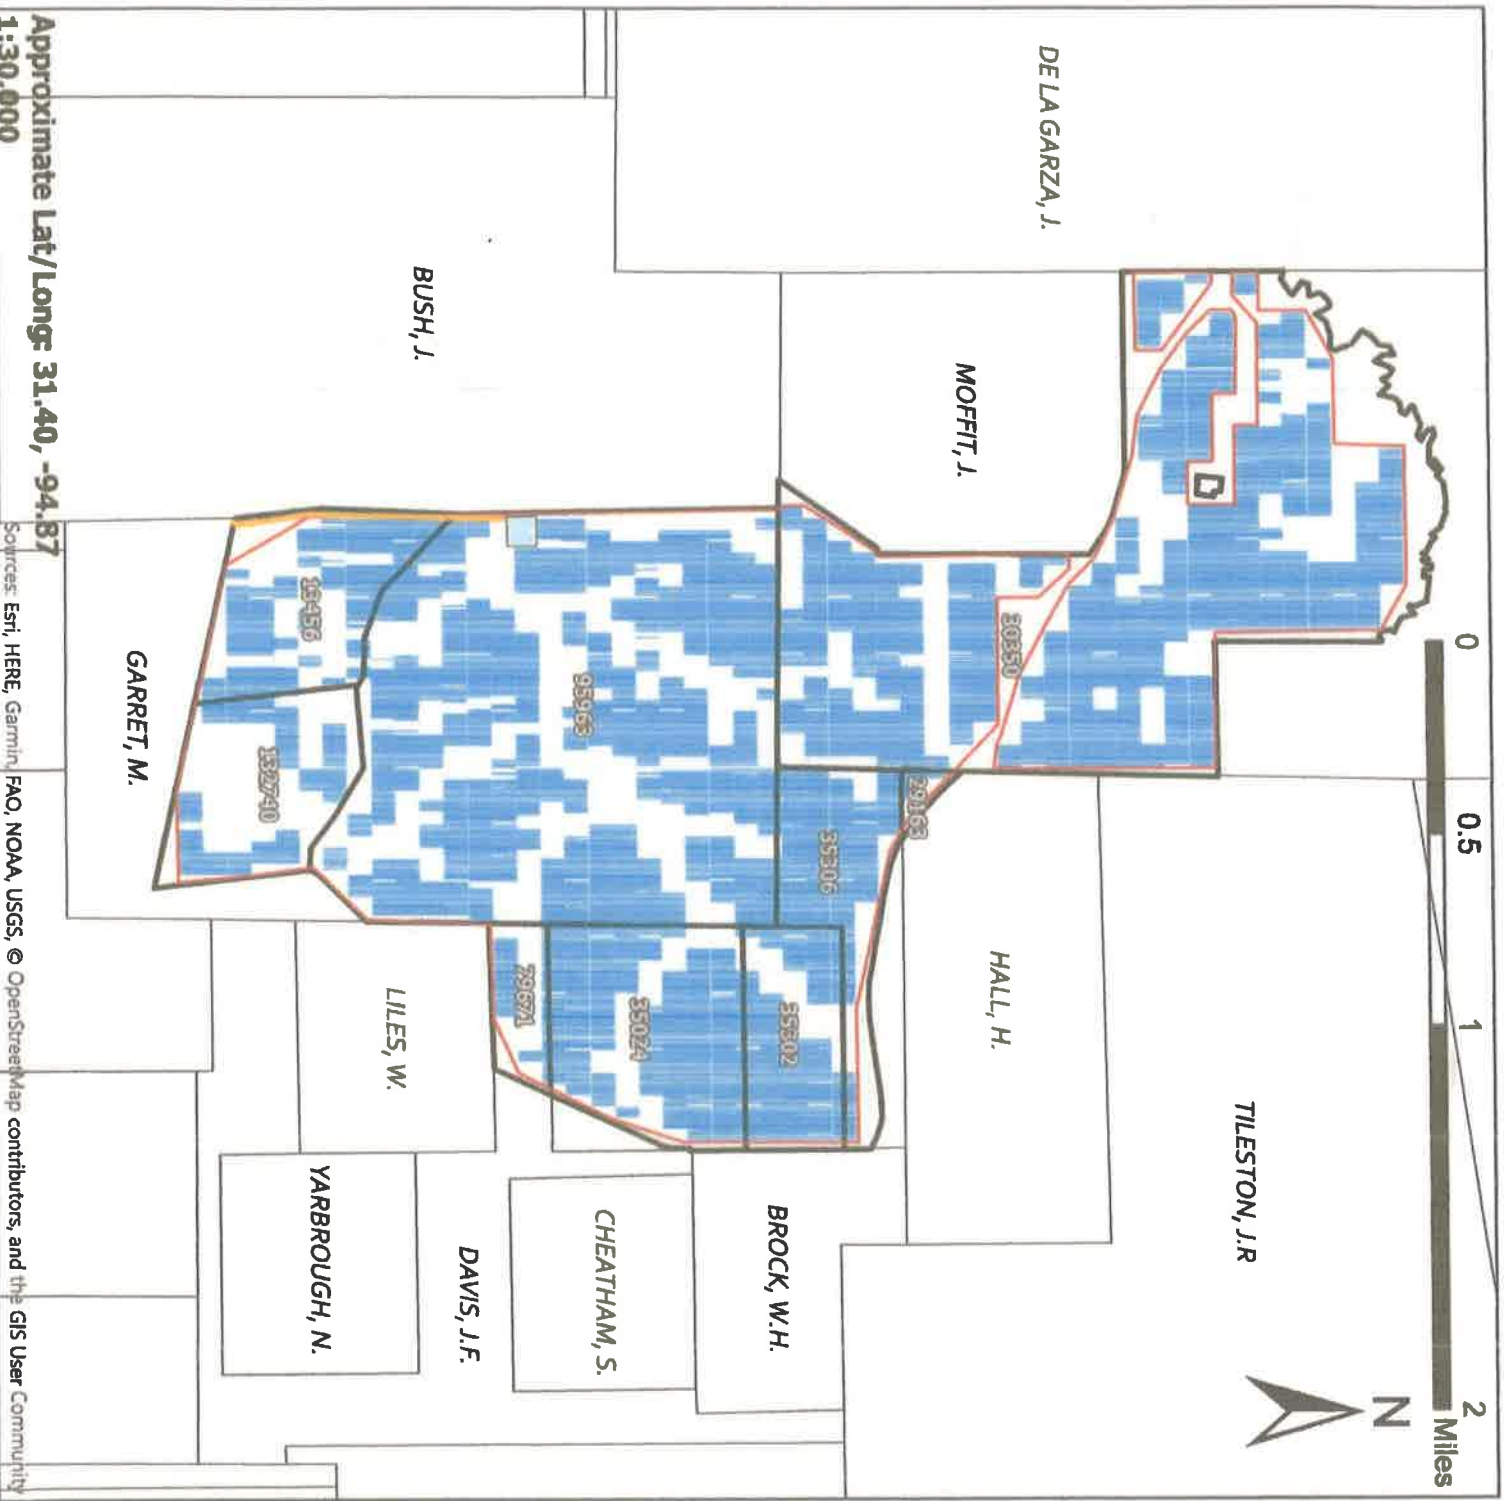 0 0.5 1 2
Miles
N
DE LA GARZA, J.
TILESTON, J.R
MOFFIT, J.
HALL, H.
30350
29163
35306
35302
BROCK, W.H.
95963
35024
CHEATHAM, S.
79671
DAVIS, J.F.
BUSH, J.
LILES, W.
19456
132740
YARBROUGH, N.
GARRET, M.
Approximate Lat/Long: 31.40, -94.87
1:30,000
Sources: Esri, HERE, Garmin, FAO, NOAA, USGS, © OpenStreetMap contributors, and the GIS User Community